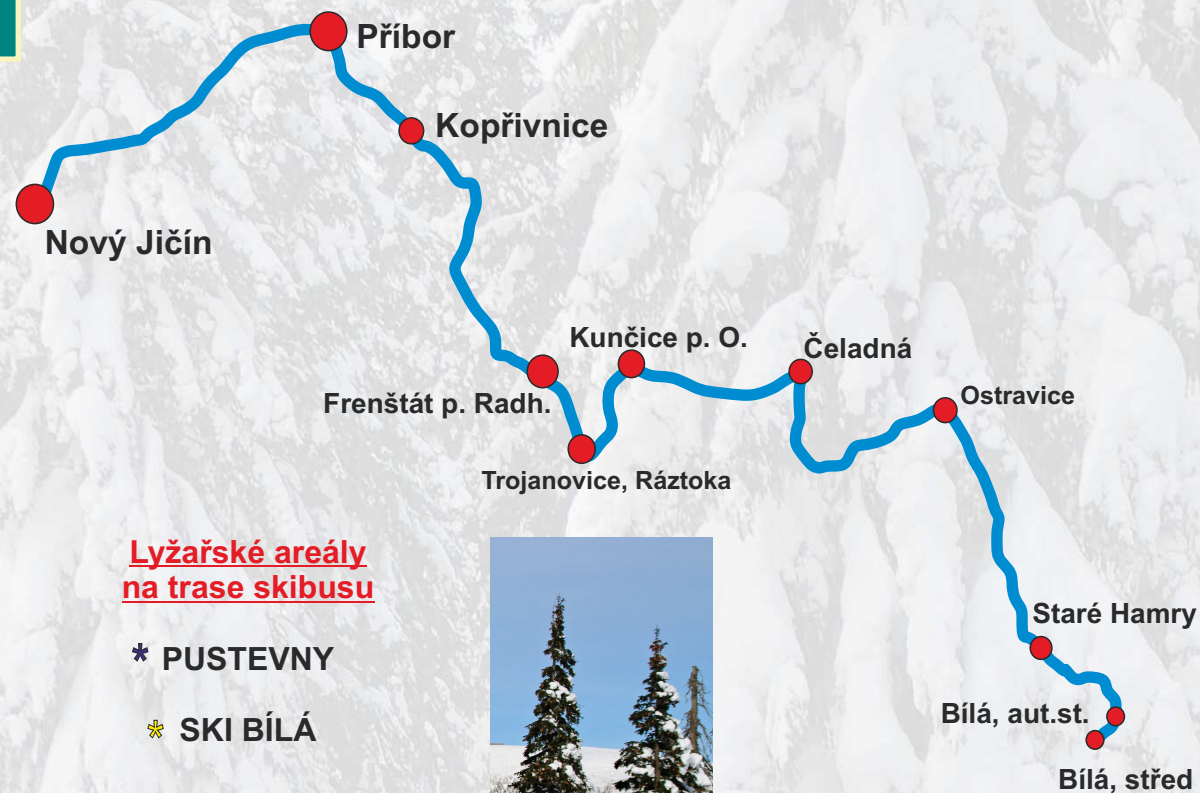 Příbor
Kopřivnice
Nový Jičín
Kunčice p. O.
Čeladná
Frenštát p. Radh.
Ostravice
Trojanovice, Ráztoka
Lyžařské areály
na trase skibusu
* PUSTEVNY
* SKI BÍLÁ
Staré Hamry
Bílá, aut.st.
Bílá, střed